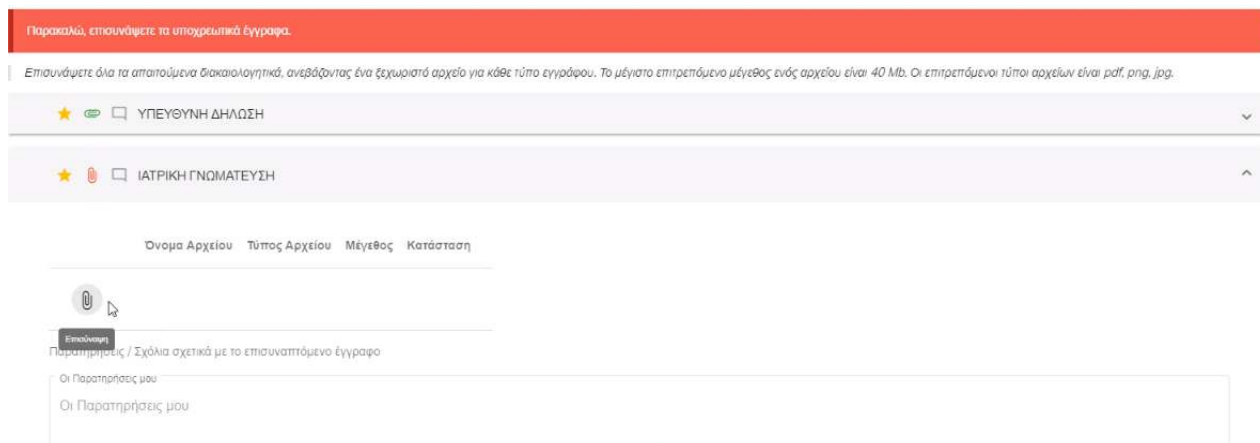 Παρακαλώ, επισυνάψετε τα υποχρεωτικά έγγραφα.
Επισυνάψετε όλα τα απαιτούμενα δικαιολογητικά, ανεβάζοντας ένα ξεχωριστό αρχείο για κάθε τύπο εγγράφου. Το μέγιστο επιτρεπόμενο μέγεθος ενός αρχείου είναι 40 Mb. Οι επιτρεπόμενοι τύποι αρχείων είναι pdf, png, jpg.
ΥΠΕΥΘΥΝΗ ΔΗΛΩΣΗ
ΙΑΤΡΙΚΗ ΓΝΩΜΑΤΕΥΣΗ
Όνομα Αρχείου Τύπος Αρχείου Μέγεθος Κατάσταση
Επισύναψη
Παρατηρήσεις / Σχόλια σχετικά με το επισυναπτόμενο έγγραφο
Οι Παρατηρήσεις μου
Οι Παρατηρήσεις μου